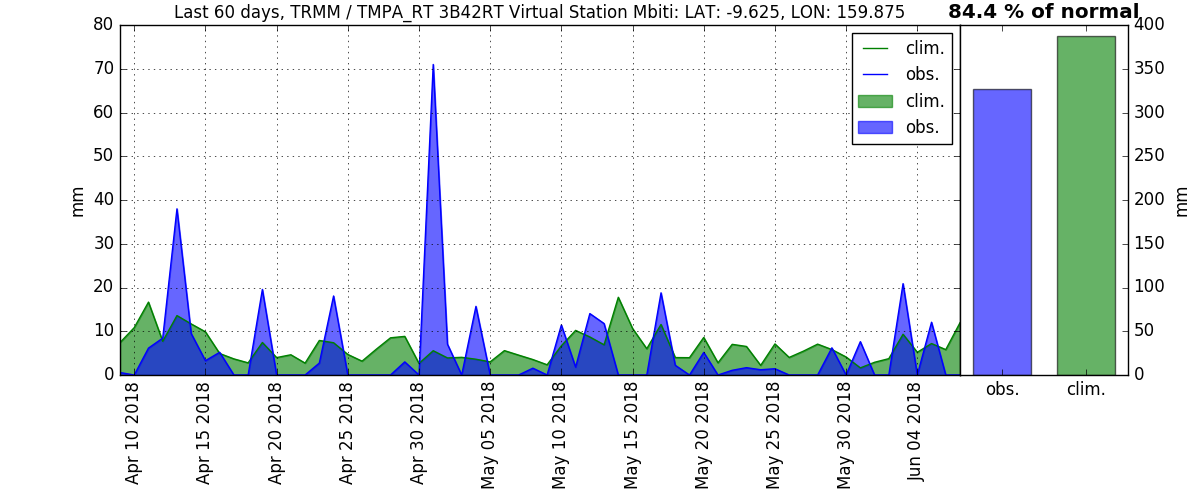 Last 60 days, TRMM / TMPA_RT 3B42RT Virtual Station Mbiti: LAT: -9.625, LON: 159.875
84.4 % of normal
80
70
60
50
40
30
20
10
0
mm
clim.
obs.
clim.
obs.
400
350
300
250
200
150
100
50
0
mm
Apr 10 2018
Apr 15 2018
Apr 20 2018
Apr 25 2018
Apr 30 2018
May 05 2018
May 10 2018
May 15 2018
May 20 2018
May 25 2018
May 30 2018
Jun 04 2018
obs.
clim.